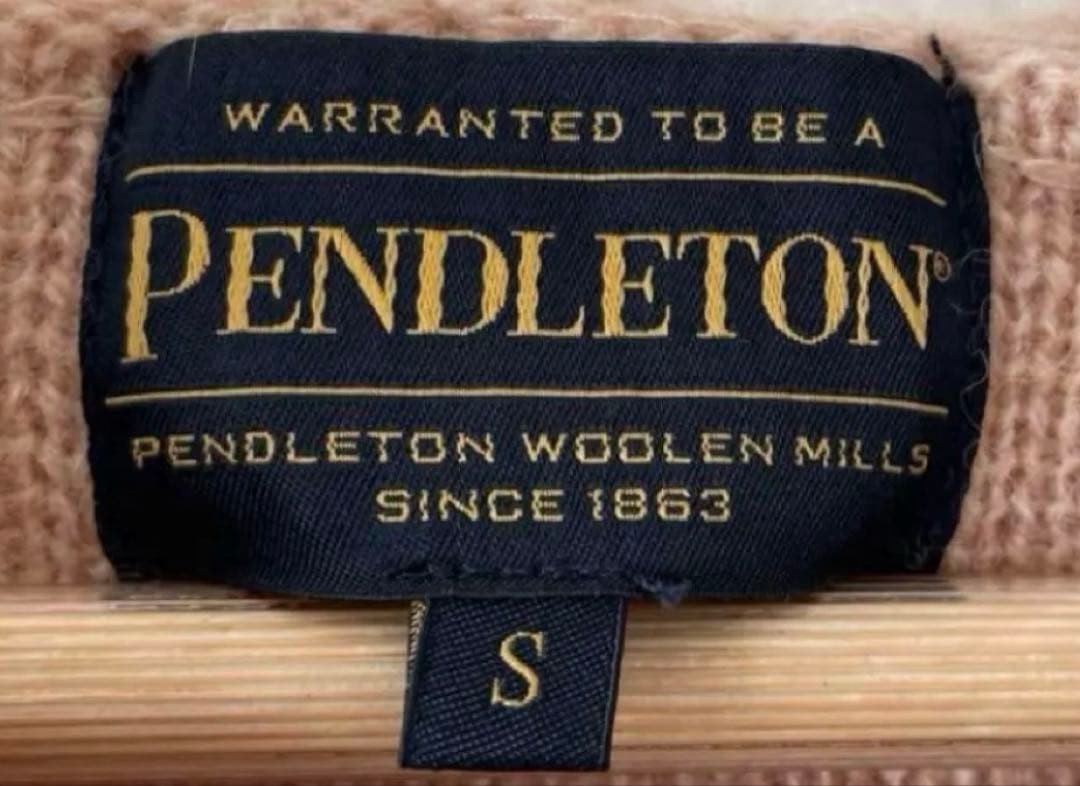 WARRANTED TO BE A
PENDLETON®
PENDLETON WOOLEN MILLS
SINCE 1863
S